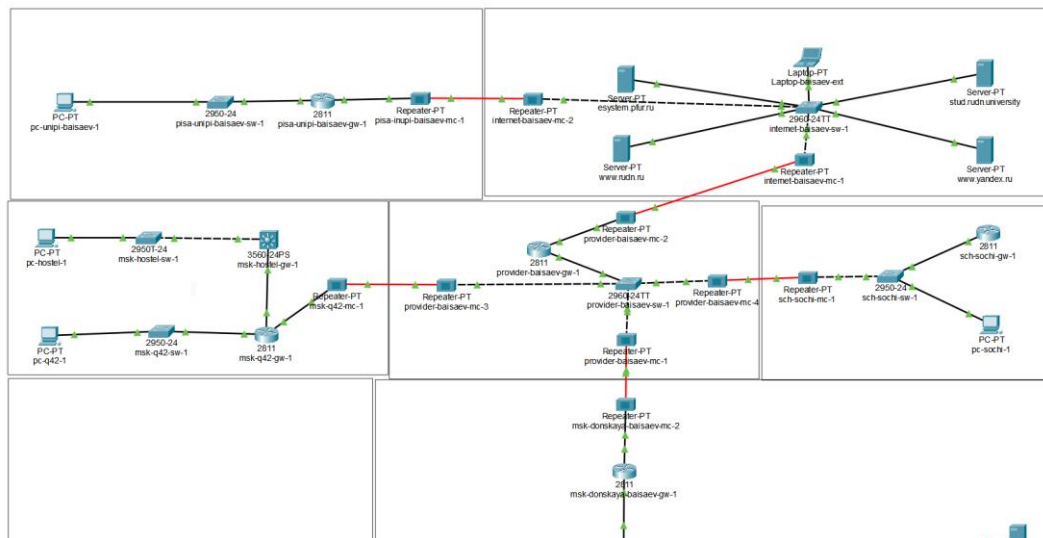 PC-PT
pc-unipi-baisaev-1
2950-24
pisa-unipi-baisaev-sw-1
2811
pisa-unipi-baisaev-gw-1
Repeater-PT
pisa-inupi-baisaev-mc-1
Repeater-PT
internet-baisaev-mc-2
Server-PT
esystem.pfur.ru
Laptop-PT
Laptop-baisaev-ext
Server-PT
stud.rudn.university
2960-24TT
internet-baisaev-sw-1
Server-PT
www.rudn.ru
Repeater-PT
internet-baisaev-mc-1
Server-PT
www.yandex.ru
PC-PT
pc-hostel-1
2950T-24
msk-hostel-sw-1
3560-24PS
msk-hostel-gw-1
Repeater-PT
msk-q42-mc-1
PC-PT
pc-q42-1
2950-24
msk-q42-sw-1
2811
msk-q42-gw-1
Repeater-PT
provider-baisaev-mc-2
2811
provider-baisaev-gw-1
Repeater-PT
provider-baisaev-mc-3
2960-24TT
provider-baisaev-sw-1
Repeater-PT
provider-baisaev-mc-4
Repeater-PT
provider-baisaev-mc-1
Repeater-PT
sch-sochi-mc-1
2950-24
sch-sochi-sw-1
2811
sch-sochi-gw-1
PC-PT
pc-sochi-1
Repeater-PT
msk-donskaya-baisaev-mc-2
2811
msk-donskaya-baisaev-gw-1